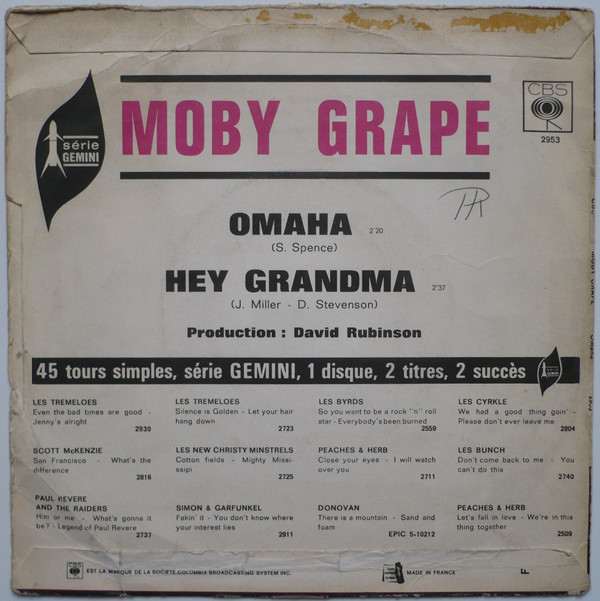 CBS
2953
série
GEMINI
MOBY GRAPE
OMAHA 2'20
(S. Spence)
HEY GRANDMA 2'37
(J. Miller - D. Stevenson)
Production : David Rubinson
45 tours simples, série GEMINI, 1 disque, 2 titres, 2 succès
LES TREMELOES
Even the bad times are good -
Jenny's alright
2930
LES TREMELOES
Silence is Golden - Let your hair
hang down
2723
LES BYRDS
So you want to be a rock "n" roll
star - Everybody's been burned
2559
LES CYRKLE
We had a good thing goin' -
Please don't ever leave me
2804
SCOTT McKENZIE
San Francisco - What's the
difference
2816
LES NEW CHRISTY MINSTRELS
Cotton fields - Mighty Missi-
ssipi
2725
PEACHES & HERB
Close your eyes - I will watch
over you
2711
LES BUNCH
Don't come back to me - You
can't do this
2740
PAUL REVERE
AND THE RAIDERS
Him or me - What's gonna it
be? - Legend of Paul Revere
2737
SIMON & GARFUNKEL
Fakin' it - You don't know where
your interest lies
2911
DONOVAN
There is a mountain - Sand and
foam
EPIC 5-10212
PEACHES & HERB
Let's fall in love - We're in this
thing together
2509
EST LA MARQUE DE LA SOCIÉTÉ COLUMBIA BROADCASTING SYSTEM INC.
MADE IN FRANCE
F